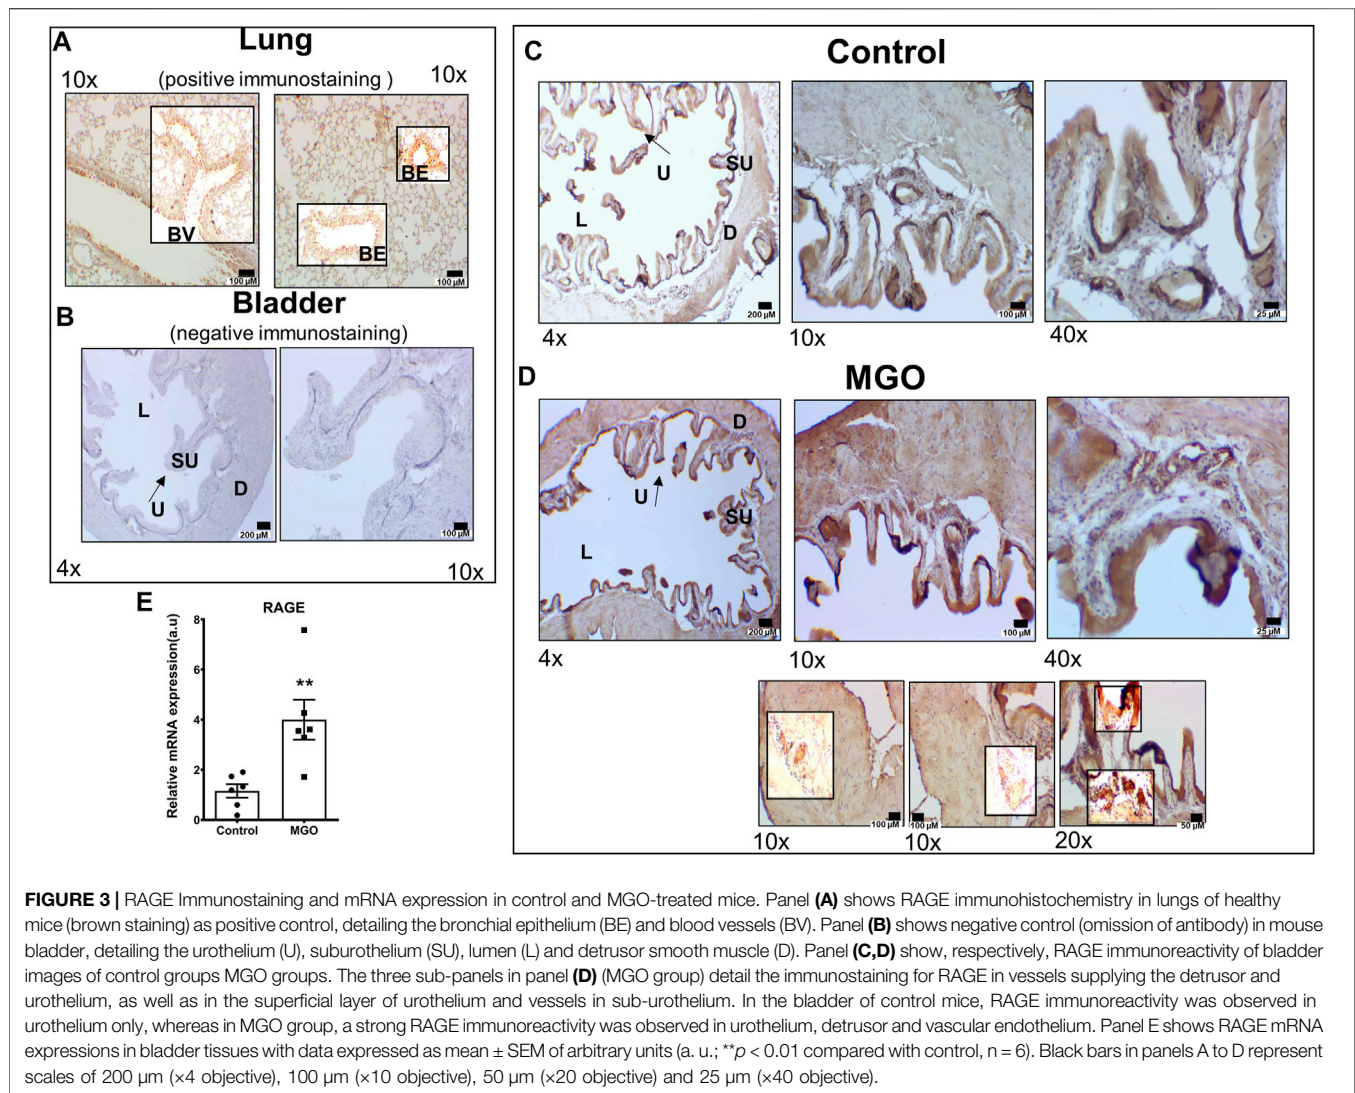 A
Lung
10x
(positive immunostaining )
10x
BV
100 µM
BE
BE
100 µM
Bladder
B
(negative immunostaining)
L
SU
U
D
200 µM
100 µM
4x
10x
C
Control
U
SU
L
D
200 µM
100 µM
25 µM
4x
10x
40x
D
MGO
D
U
SU
L
200 µM
100 µM
25 µM
4x
10x
40x
100 µM
100 µM
50 µM
10x
10x
20x
E
RAGE
Relative mRNA expression(a.u)
8
6
4
2
0
**
Control
MGO
FIGURE 3 | RAGE Immunostaining and mRNA expression in control and MGO-treated mice. Panel (A) shows RAGE immunohistochemistry in lungs of healthy
mice (brown staining) as positive control, detailing the bronchial epithelium (BE) and blood vessels (BV). Panel (B) shows negative control (omission of antibody) in mouse
bladder, detailing the urothelium (U), suburothelium (SU), lumen (L) and detrusor smooth muscle (D). Panel (C,D) show, respectively, RAGE immunoreactivity of bladder
images of control groups MGO groups. The three sub-panels in panel (D) (MGO group) detail the immunostaining for RAGE in vessels supplying the detrusor and
urothelium, as well as in the superficial layer of urothelium and vessels in sub-urothelium. In the bladder of control mice, RAGE immunoreactivity was observed in
urothelium only, whereas in MGO group, a strong RAGE immunoreactivity was observed in urothelium, detrusor and vascular endothelium. Panel E shows RAGE mRNA
expressions in bladder tissues with data expressed as mean ± SEM of arbitrary units (a. u.; **p < 0.01 compared with control, n = 6). Black bars in panels A to D represent
scales of 200 µm (×4 objective), 100 µm (×10 objective), 50 µm (×20 objective) and 25 µm (×40 objective).